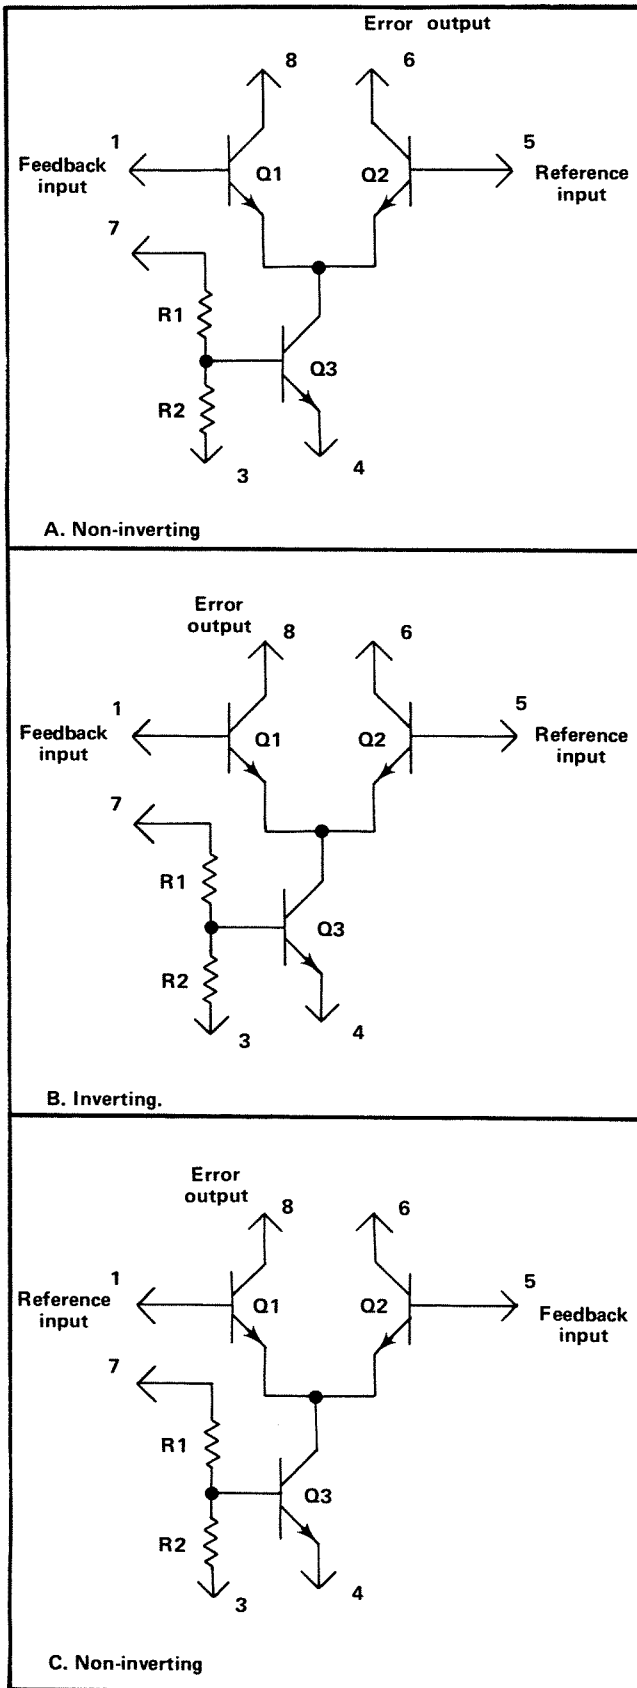 Error output
8
6
1
5
Feedback
input
Q1
Q2
Reference
input
7
R1
Q3
R2
3
4
A. Non-inverting
Error
output
8
6
1
5
Feedback
input
Q1
Q2
Reference
input
7
R1
Q3
R2
3
4
B. Inverting.
Error
output
8
6
1
5
Reference
input
Q1
Q2
Feedback
input
7
R1
Q3
R2
3
4
C. Non-inverting